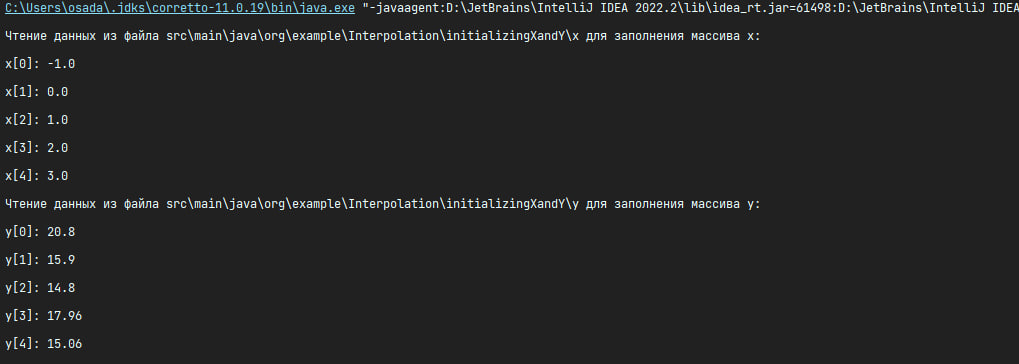 C:\Users\osada\.jdks\corretto-11.0.19\bin\java.exe "-javaagent:D:\JetBrains\IntelliJ IDEA 2022.2\lib\idea_rt.jar=61498:D:\JetBrains\IntelliJ IDEA
Чтение данных из файла src\main\java\org\example\Interpolation\initializingXandY\x для заполнения массива x:
x[0]: -1.0
x[1]: 0.0
x[2]: 1.0
x[3]: 2.0
x[4]: 3.0
Чтение данных из файла src\main\java\org\example\Interpolation\initializingXandY\y для заполнения массива y:
y[0]: 20.8
y[1]: 15.9
y[2]: 14.8
y[3]: 17.96
y[4]: 15.06